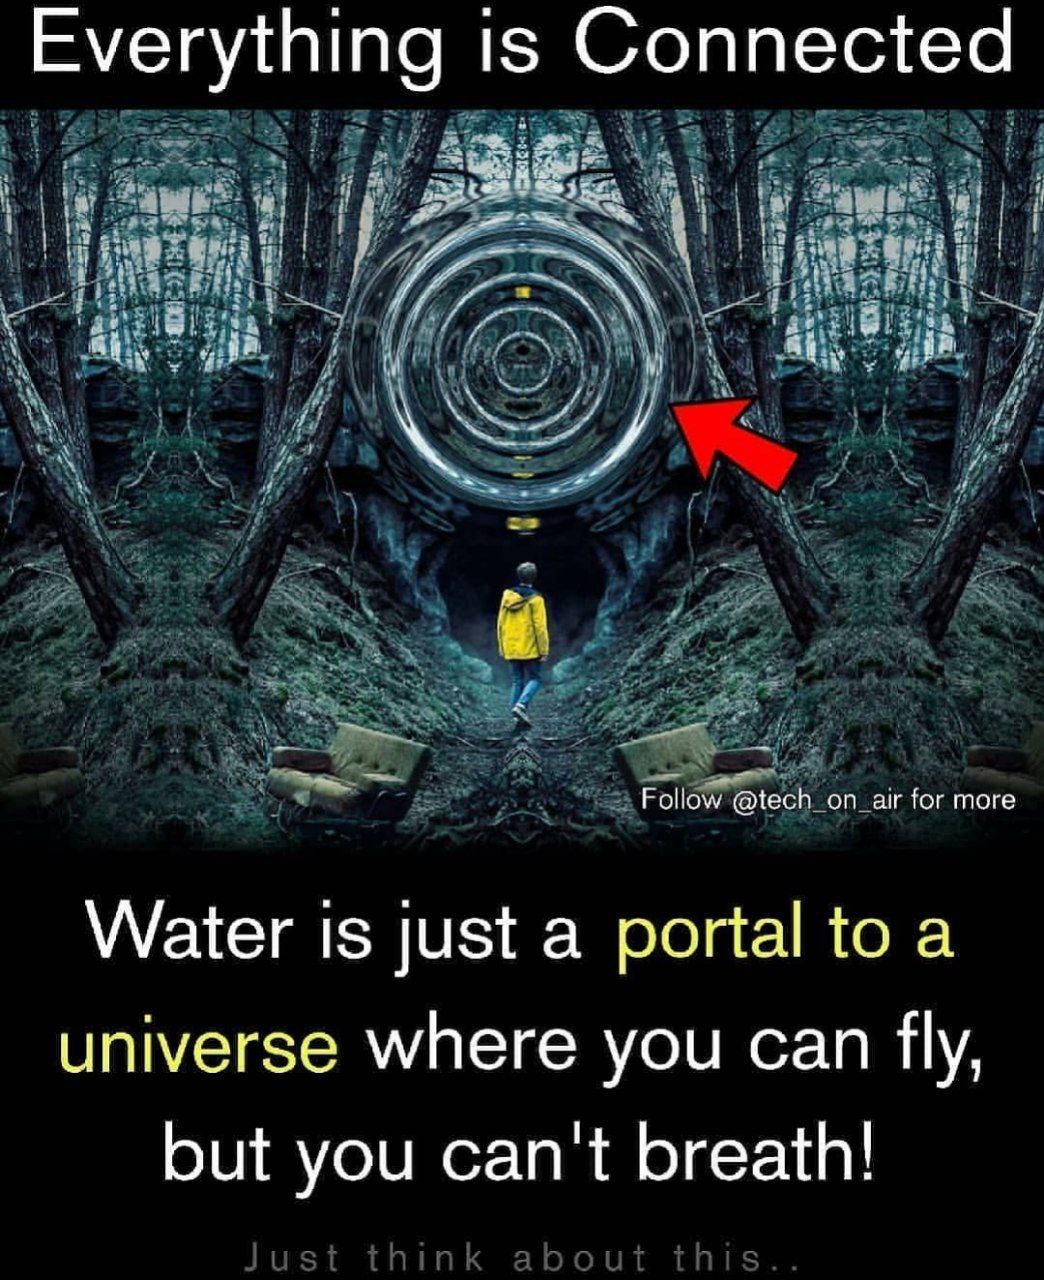 Everything is Connected
Follow @tech_on_air for more
Water is just a portal to a
universe where you can fly,
but you can't breath!
Just think about this..